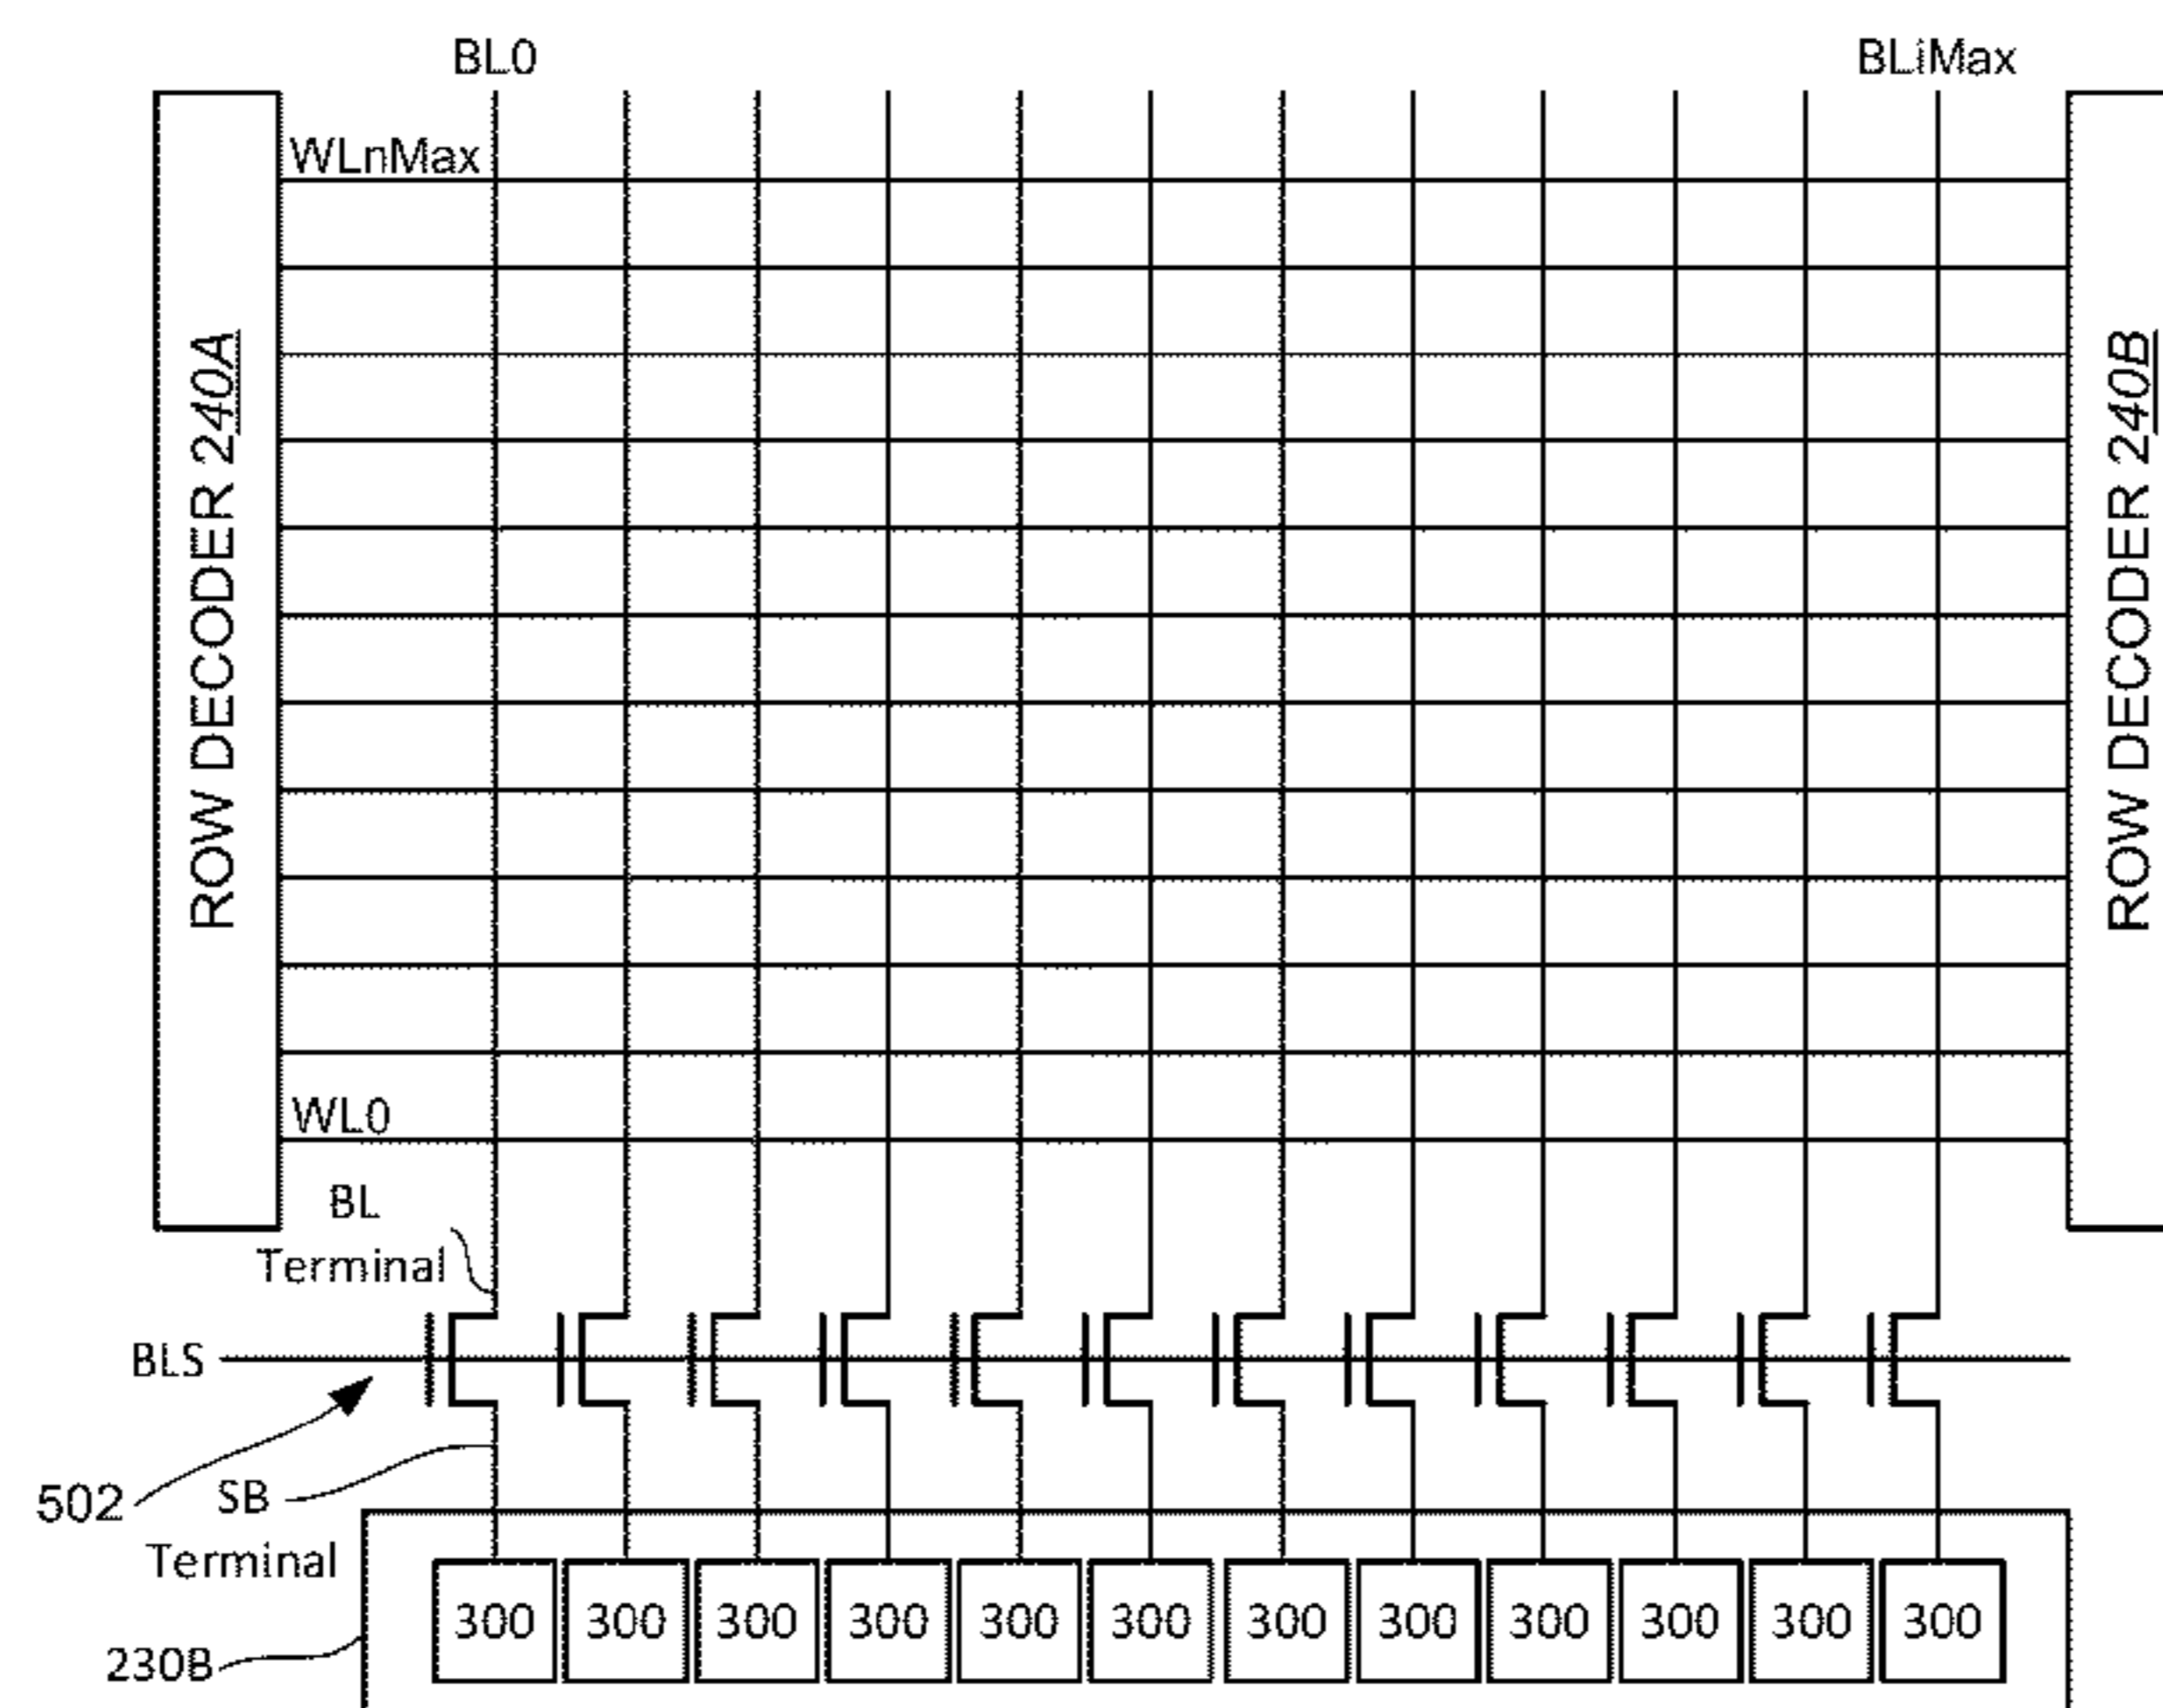 BL0
BLiMax
WLnMax
ROW DECODER 240A
ROW DECODER 240B
WL0
BL
Terminal
BLS
502
SB
Terminal
300 300 300 300 300 300 300 300 300 300 300 300
230B